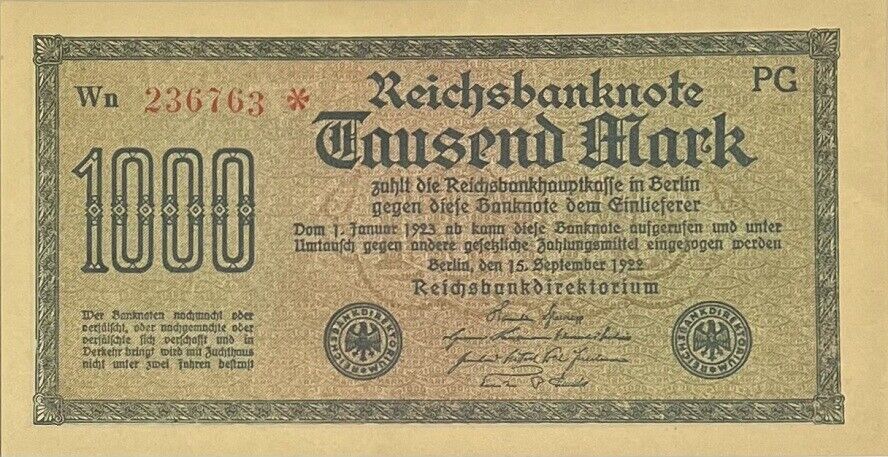 Wn 236763 *
PG
1000
Reichsbanknote
Tausend Mark
zahlt die Reichsbankhauptkasse in Berlin
gegen diese Banknote dem Einlieferer
Vom 1. Januar 1923 ab kann diese Banknote aufgerufen und unter
Umtausch gegen andere gesetzliche Zahlungsmittel eingezogen werden
Berlin, den 15. September 1922
Reichsbankdirektorium
Wer Banknoten nachmacht oder
verfälscht, oder nachgemachte oder
verfälschte sich verschafft und in
Verkehr bringt, wird mit Zuchthaus
nicht unter zwei Jahren bestraft
REICHSBANKDIREKTORIUM
REICHSBANKDIREKTORIUM